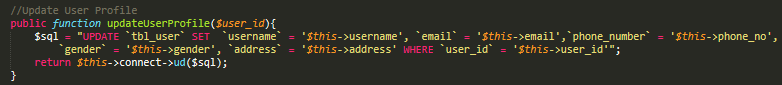 //Update User Profile
public function updateUserProfile($user_id){
$sql = "UPDATE `tbl_user` SET  `username` = '$this->username', `email` = '$this->email',`phone_number` = '$this->phone_no',
`gender` = '$this->gender', `address` = '$this->address' WHERE `user_id` = '$this->user_id'";
return $this->connect->ud($sql);
}